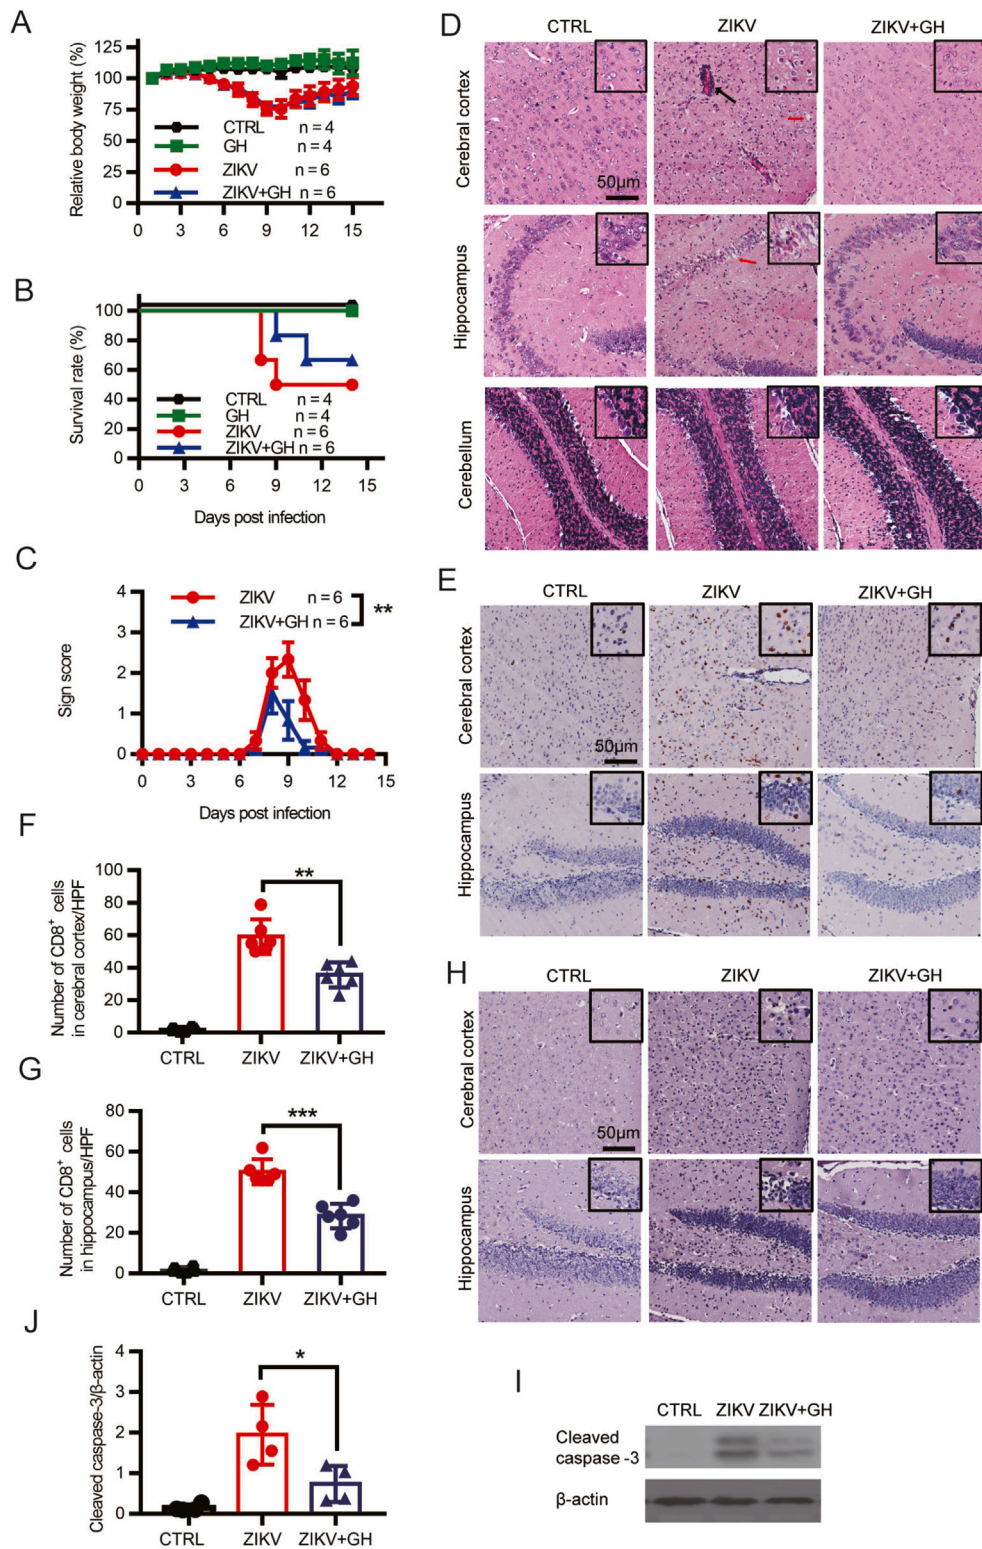 A
Relative body weight (%)
125
100
75
50
25
0
CTRL n = 4
GH n = 4
ZIKV n = 6
ZIKV+GH n = 6
0 3 6 9 12 15
B
Survival rate (%)
100
80
60
40
20
0
CTRL n = 4
GH n = 4
ZIKV n = 6
ZIKV+GH n = 6
0 3 6 9 12 15
Days post infection
C
Sign score
4
3
2
1
0
ZIKV n = 6
ZIKV+GH n = 6
**
0 3 6 9 12 15
Days post infection
F
Number of CD8+ cells
in cerebral cortex/HPF
100
80
60
40
20
0
**
CTRL ZIKV ZIKV+GH
G
Number of CD8+ cells
in hippocampus/HPF
80
60
40
20
0
***
CTRL ZIKV ZIKV+GH
J
Cleaved caspase-3/β-actin
4
3
2
1
0
*
CTRL ZIKV ZIKV+GH
D
CTRL ZIKV ZIKV+GH
Cerebral cortex
50μm
Hippocampus
Cerebellum
E
CTRL ZIKV ZIKV+GH
Cerebral cortex
50μm
Hippocampus
H
CTRL ZIKV ZIKV+GH
Cerebral cortex
50μm
Hippocampus
I
CTRL ZIKV ZIKV+GH
Cleaved
caspase -3
β-actin